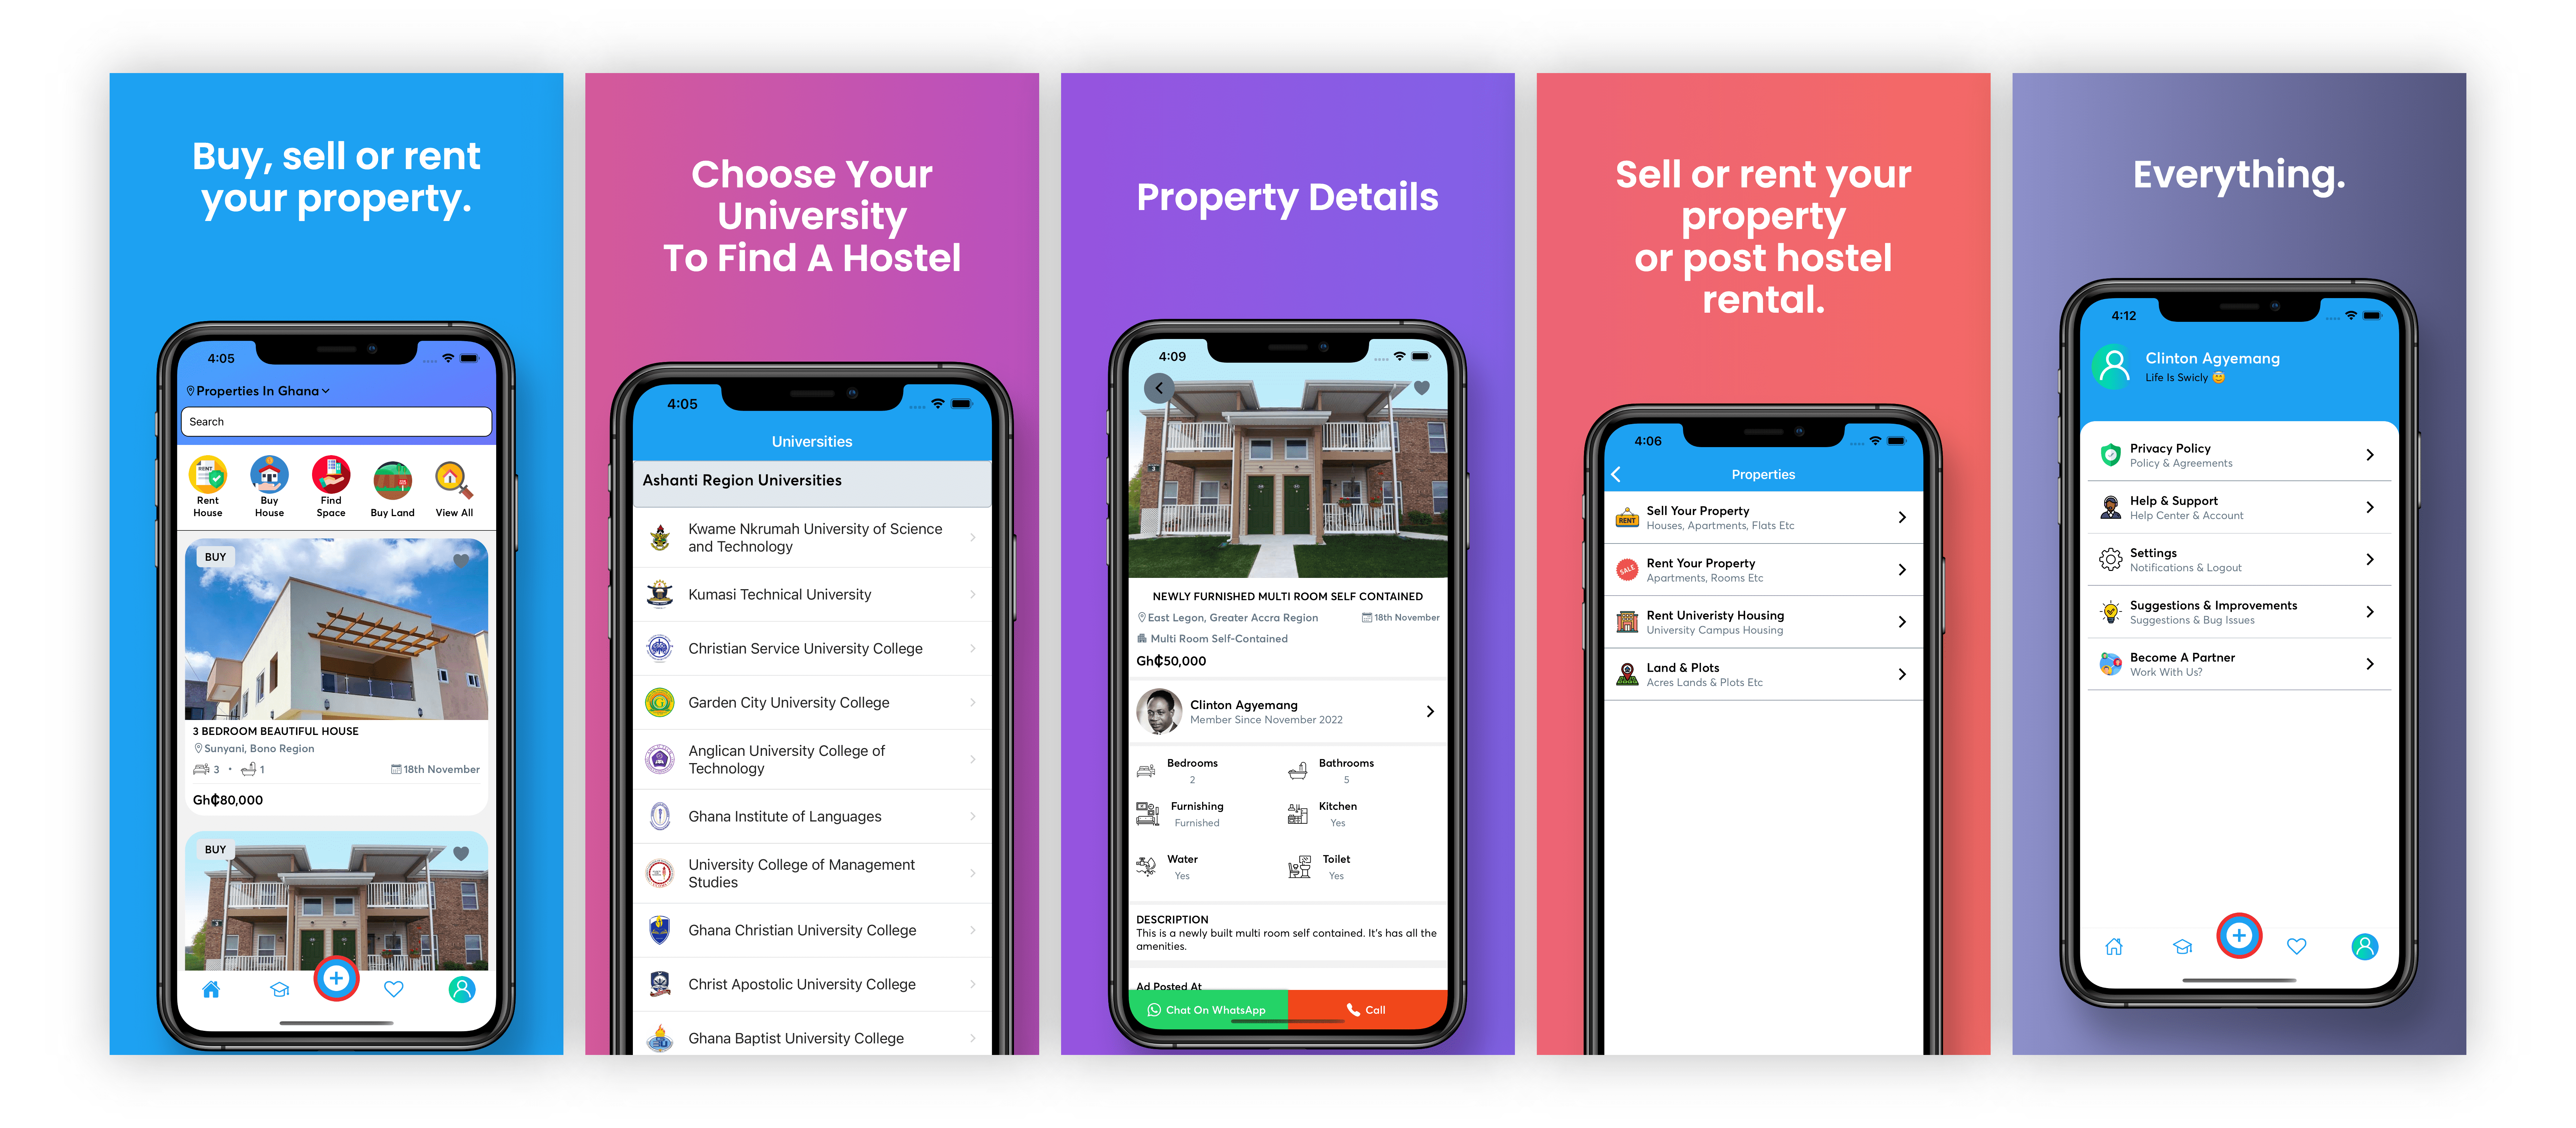 Buy, sell or rent
your property.
4:05
Properties In Ghana
Search
RENT
Rent
House
Buy
House
Find
Space
Buy Land
View All
BUY
3 BEDROOM BEAUTIFUL HOUSE
Sunyani, Bono Region
3 • 1
18th November
Gh₵80,000
BUY
Choose Your
University
To Find A Hostel
4:05
Universities
Ashanti Region Universities
Kwame Nkrumah University of Science
and Technology
Kumasi Technical University
Christian Service University College
Garden City University College
Anglican University College of
Technology
Ghana Institute of Languages
University College of Management
Studies
Ghana Christian University College
Christ Apostolic University College
Ghana Baptist University College
Property Details
4:09
NEWLY FURNISHED MULTI ROOM SELF CONTAINED
East Legon, Greater Accra Region
18th November
Multi Room Self-Contained
Gh₵50,000
Clinton Agyemang
Member Since November 2022
Bedrooms
2
Bathrooms
5
Furnishing
Furnished
Kitchen
Yes
Water
Yes
Toilet
Yes
DESCRIPTION
This is a newly built multi room self contained. It's has all the
amenities.
Ad Posted At
Chat On WhatsApp
Call
Sell or rent your
property
or post hostel
rental.
4:06
Properties
RENT
Sell Your Property
Houses, Apartments, Flats Etc
SALE
Rent Your Property
Apartments, Rooms Etc
Rent Univeristy Housing
University Campus Housing
Land & Plots
Acres Lands & Plots Etc
Everything.
4:12
Clinton Agyemang
Life Is Swicly 😇
Privacy Policy
Policy & Agreements
Help & Support
Help Center & Account
Settings
Notifications & Logout
Suggestions & Improvements
Suggestions & Bug Issues
Become A Partner
Work With Us?